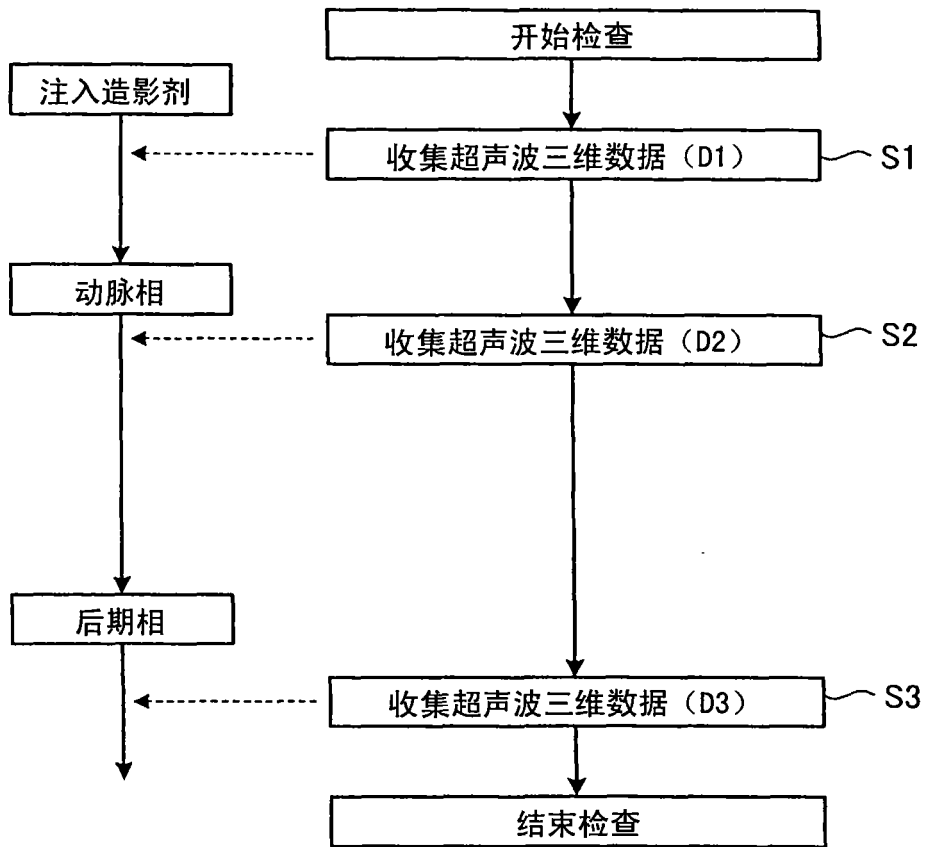 开始检查
注入造影剂
收集超声波三维数据（D1）
S1
动脉相
收集超声波三维数据（D2）
S2
后期相
收集超声波三维数据（D3）
S3
结束检查